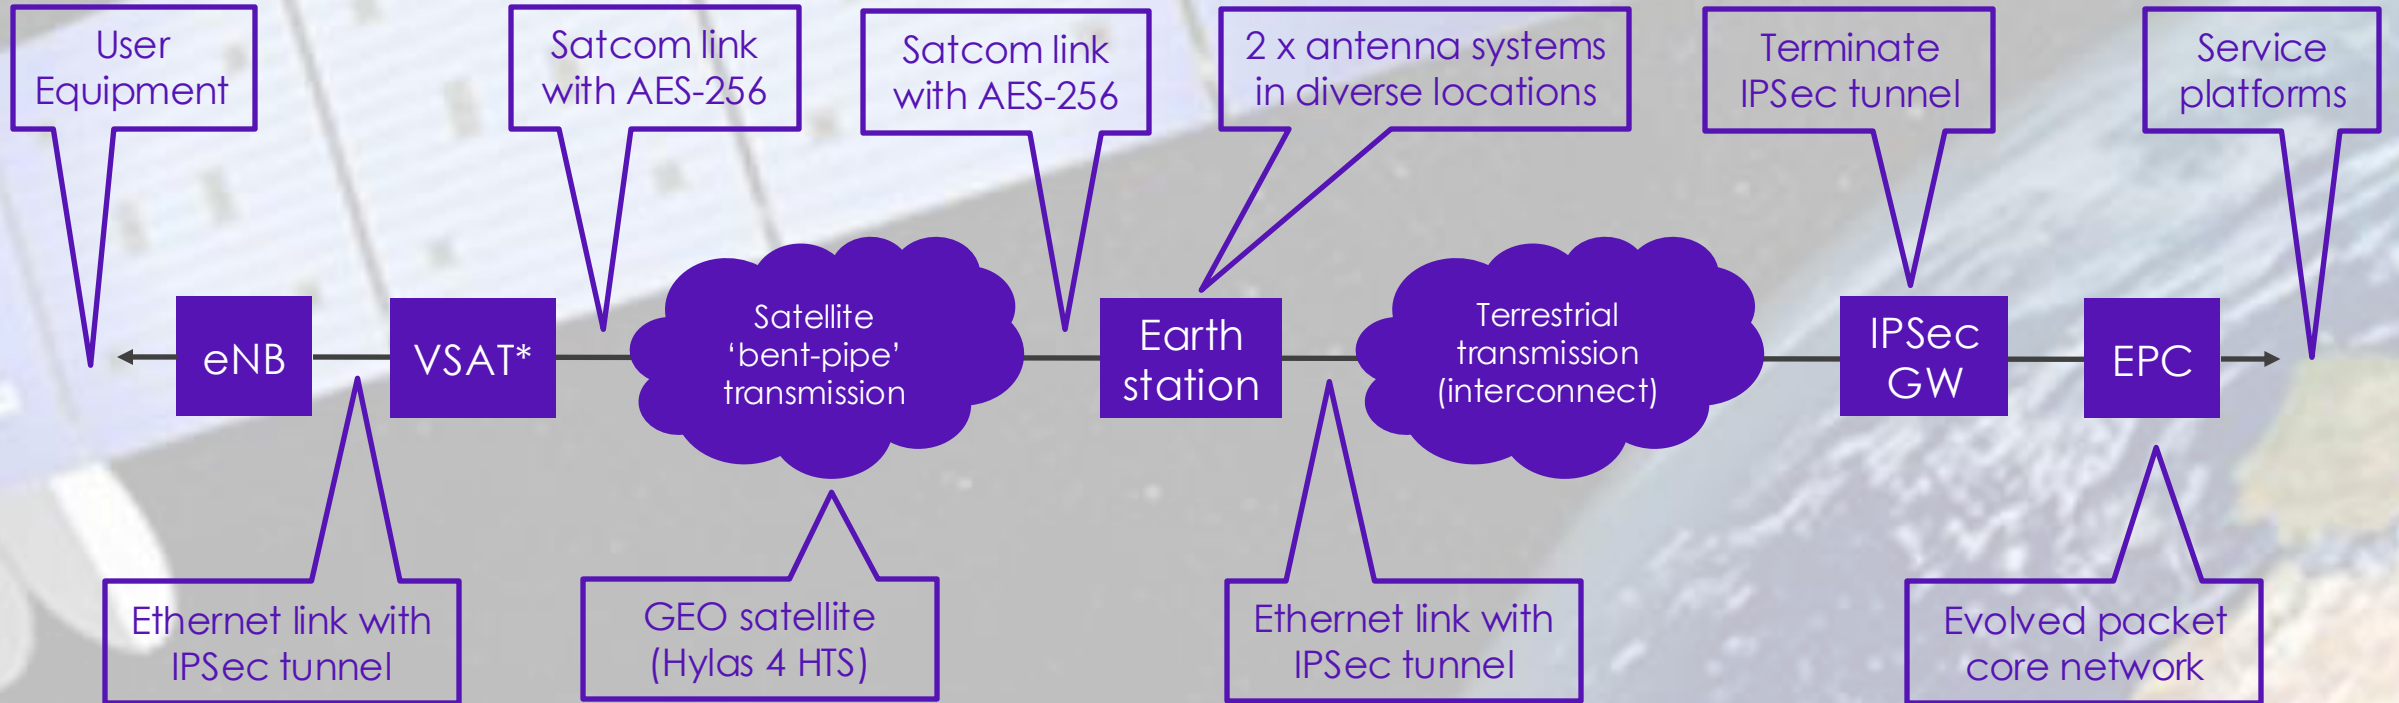 User
Equipment
Satcom link
with AES-256
Satcom link
with AES-256
2 x antenna systems
in diverse locations
Terminate
IPSec tunnel
Service
platforms
eNB
VSAT*
Satellite
‘bent-pipe’
transmission
Earth
station
Terrestrial
transmission
(interconnect)
IPSec
GW
EPC
Ethernet link with
IPSec tunnel
GEO satellite
(Hylas 4 HTS)
Ethernet link with
IPSec tunnel
Evolved packet
core network